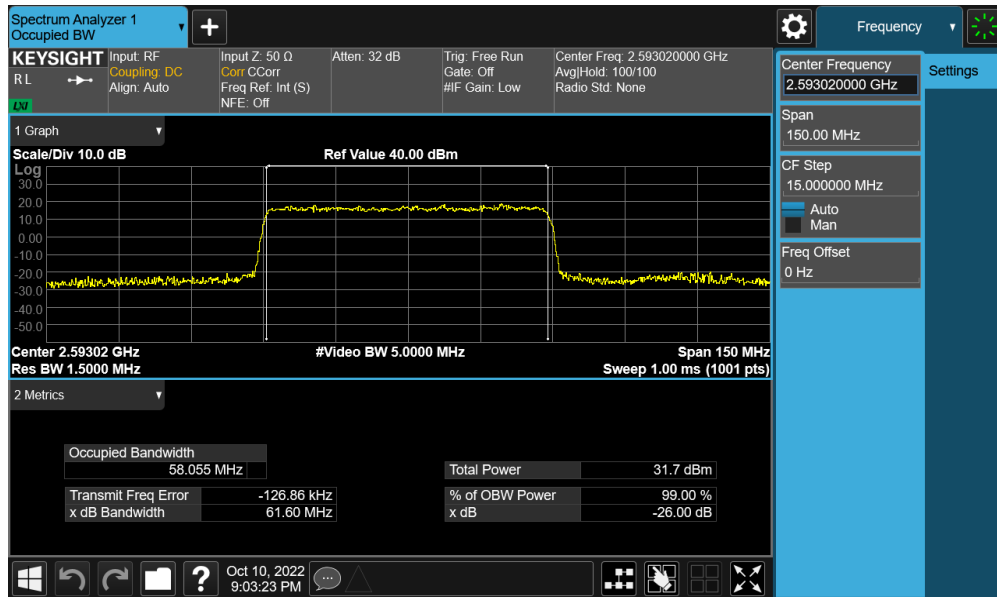 Spectrum Analyzer 1
Occupied BW
Frequency
KEYSIGHT
R L
LXI
Input: RF
Coupling: DC
Align: Auto
Input Z: 50 Ω
Corr CCorr
Freq Ref: Int (S)
NFE: Off
Atten: 32 dB
Trig: Free Run
Gate: Off
#IF Gain: Low
Center Freq: 2.593020000 GHz
Avg|Hold: 100/100
Radio Std: None
Center Frequency
2.593020000 GHz
Settings
Span
150.00 MHz
CF Step
15.000000 MHz
Auto
Man
Freq Offset
0 Hz
1 Graph
Scale/Div 10.0 dB
Ref Value 40.00 dBm
Log
30.0
20.0
10.0
0.00
-10.0
-20.0
-30.0
-40.0
-50.0
Center 2.59302 GHz
#Video BW 5.0000 MHz
Span 150 MHz
Res BW 1.5000 MHz
Sweep 1.00 ms (1001 pts)
2 Metrics
Occupied Bandwidth
58.055 MHz
Total Power 31.7 dBm
Transmit Freq Error -126.86 kHz
% of OBW Power 99.00 %
x dB Bandwidth 61.60 MHz
x dB -26.00 dB
?
Oct 10, 2022
9:03:23 PM